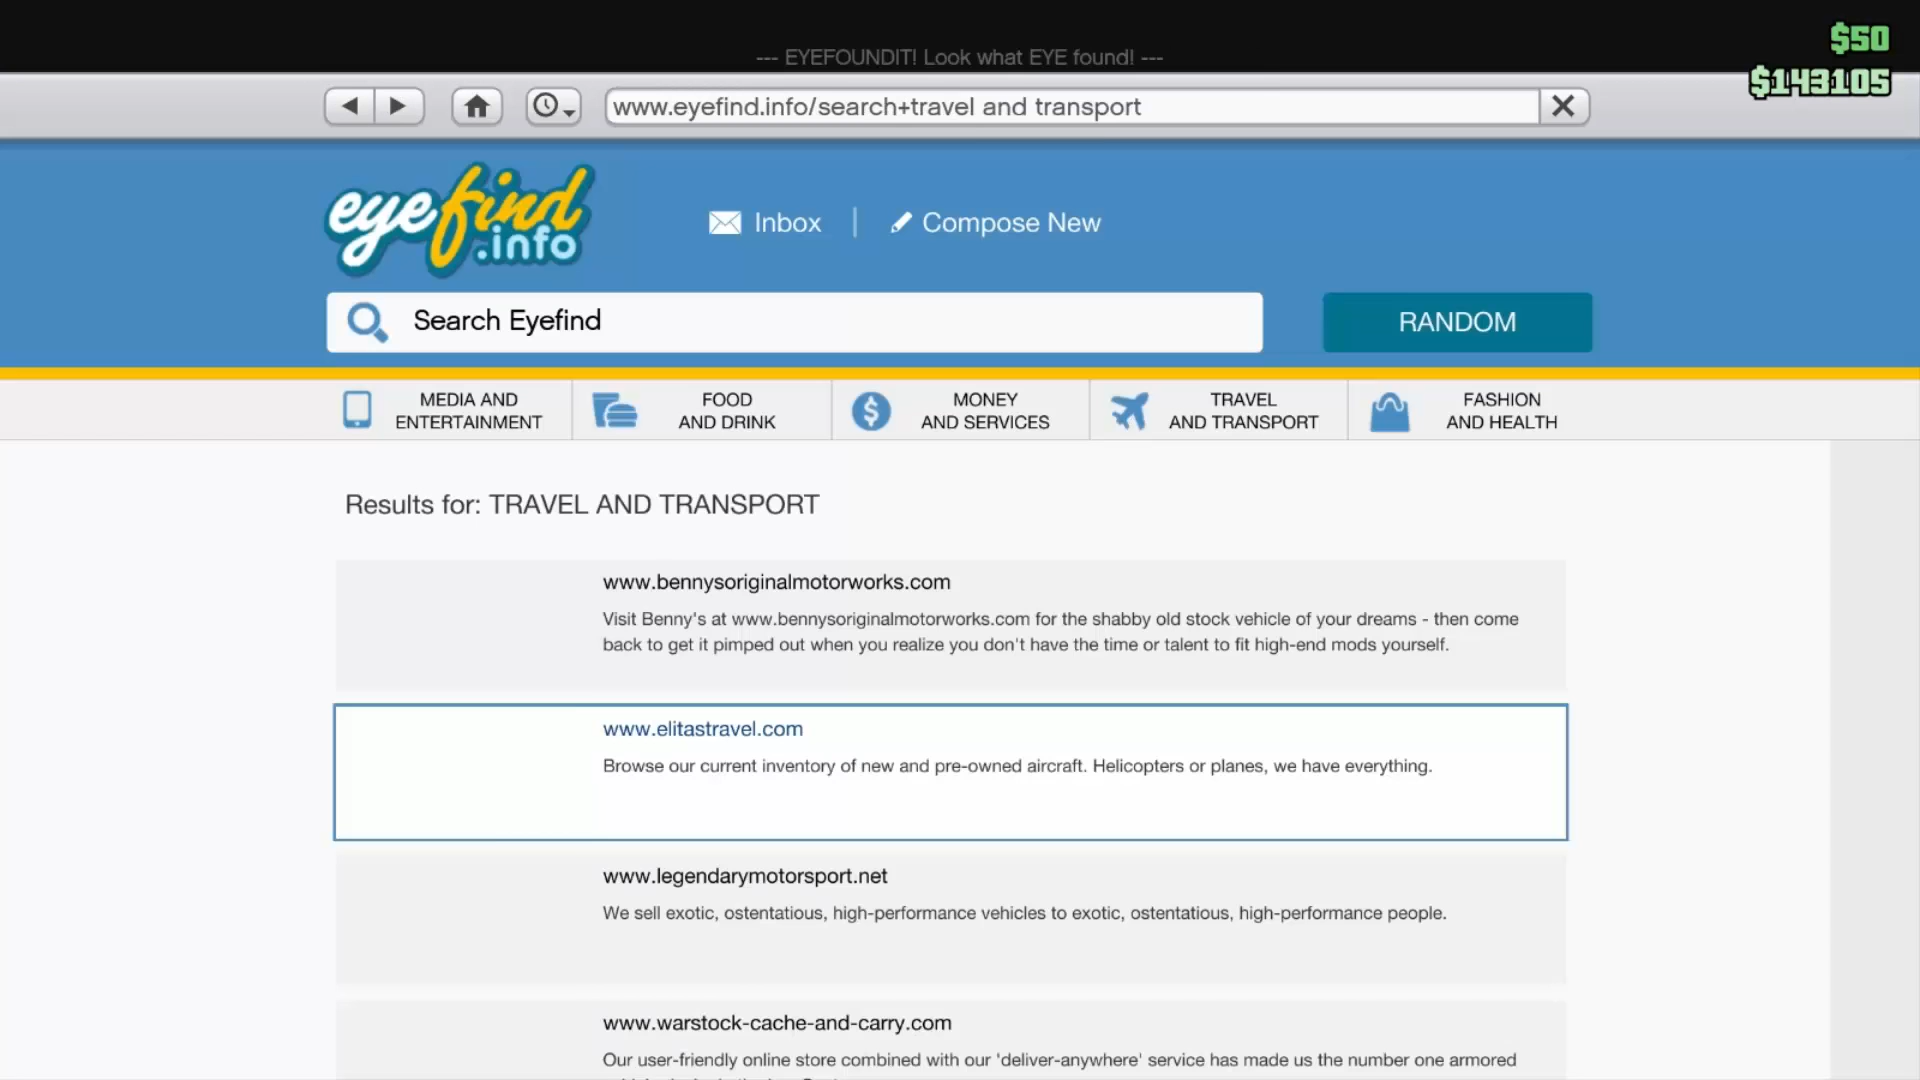 $50
--- EYEFOUNDIT! Look what EYE found! ---
$143105
www.eyefind.info/search+travel and transport
eyefind
.info
Inbox
Compose New
Search Eyefind
RANDOM
MEDIA AND
ENTERTAINMENT
FOOD
AND DRINK
MONEY
AND SERVICES
TRAVEL
AND TRANSPORT
FASHION
AND HEALTH
Results for: TRAVEL AND TRANSPORT
www.bennysoriginalmotorworks.com
Visit Benny's at www.bennysoriginalmotorworks.com for the shabby old stock vehicle of your dreams - then come
back to get it pimped out when you realize you don't have the time or talent to fit high-end mods yourself.
www.elitastravel.com
Browse our current inventory of new and pre-owned aircraft. Helicopters or planes, we have everything.
www.legendarymotorsport.net
We sell exotic, ostentatious, high-performance vehicles to exotic, ostentatious, high-performance people.
www.warstock-cache-and-carry.com
Our user-friendly online store combined with our 'deliver-anywhere' service has made us the number one armored